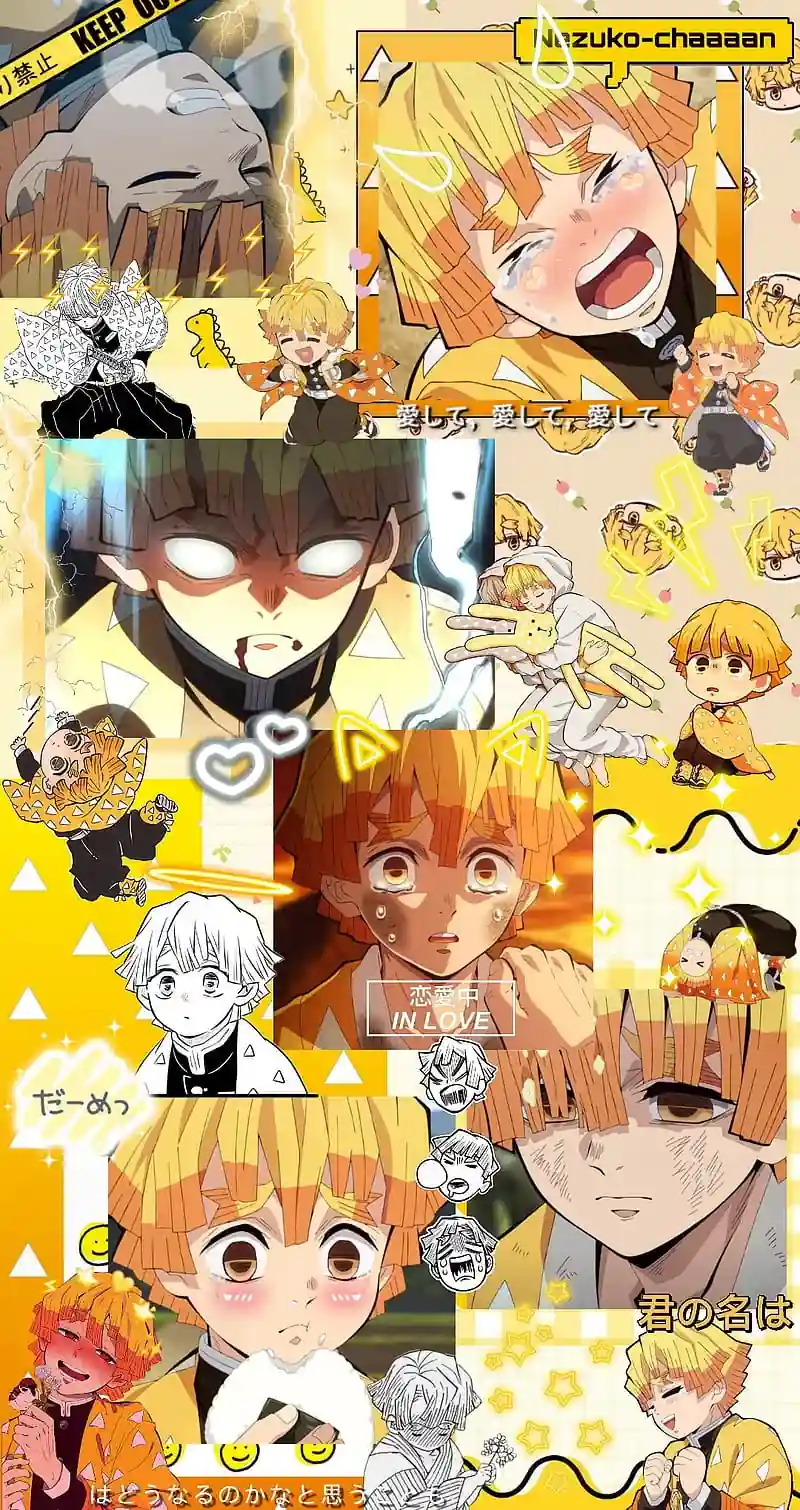 KEEP OU
り禁止
Nezuko-chaaaan
愛して, 愛して, 愛して
恋愛中
IN LOVE
だーめっ
君の名は
はどうなるのかなと思う